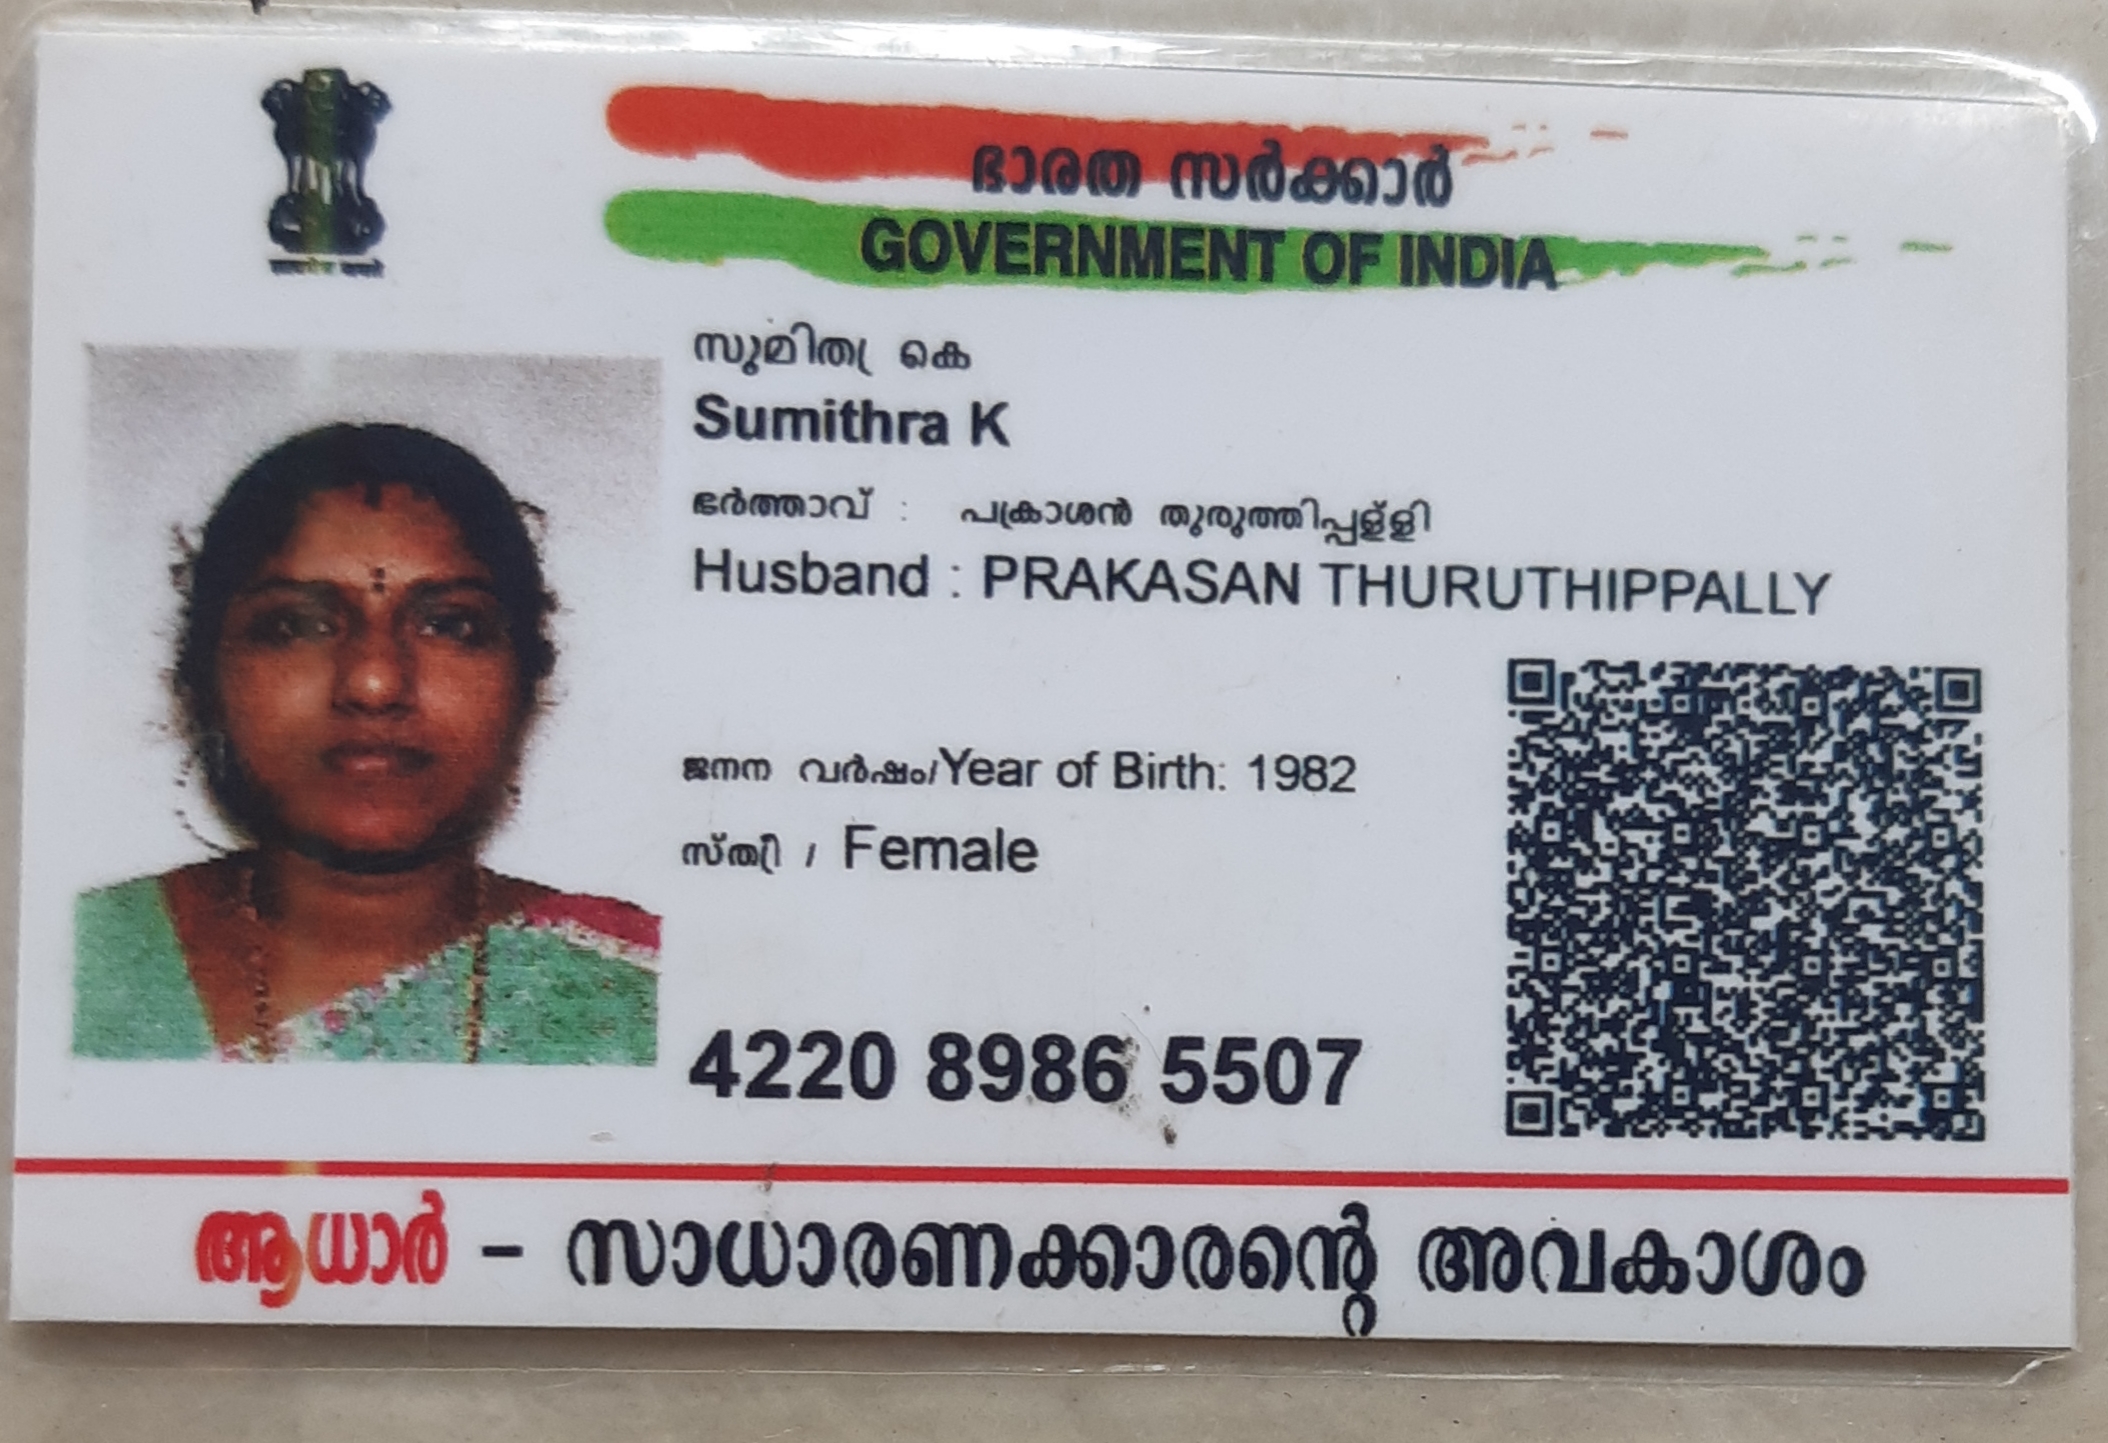 ഭാരത സർക്കാർ
GOVERNMENT OF INDIA
സുമിത്ര കെ
Sumithra K
ഭർത്താവ് : പ്രകാശൻ തുരുത്തിപ്പള്ളി
Husband : PRAKASAN THURUTHIPPALLY
ജനന വർഷം/Year of Birth: 1982
സ്ത്രീ / Female
4220 8986 5507
ആധാർ – സാധാരണക്കാരന്റെ അവകാശം